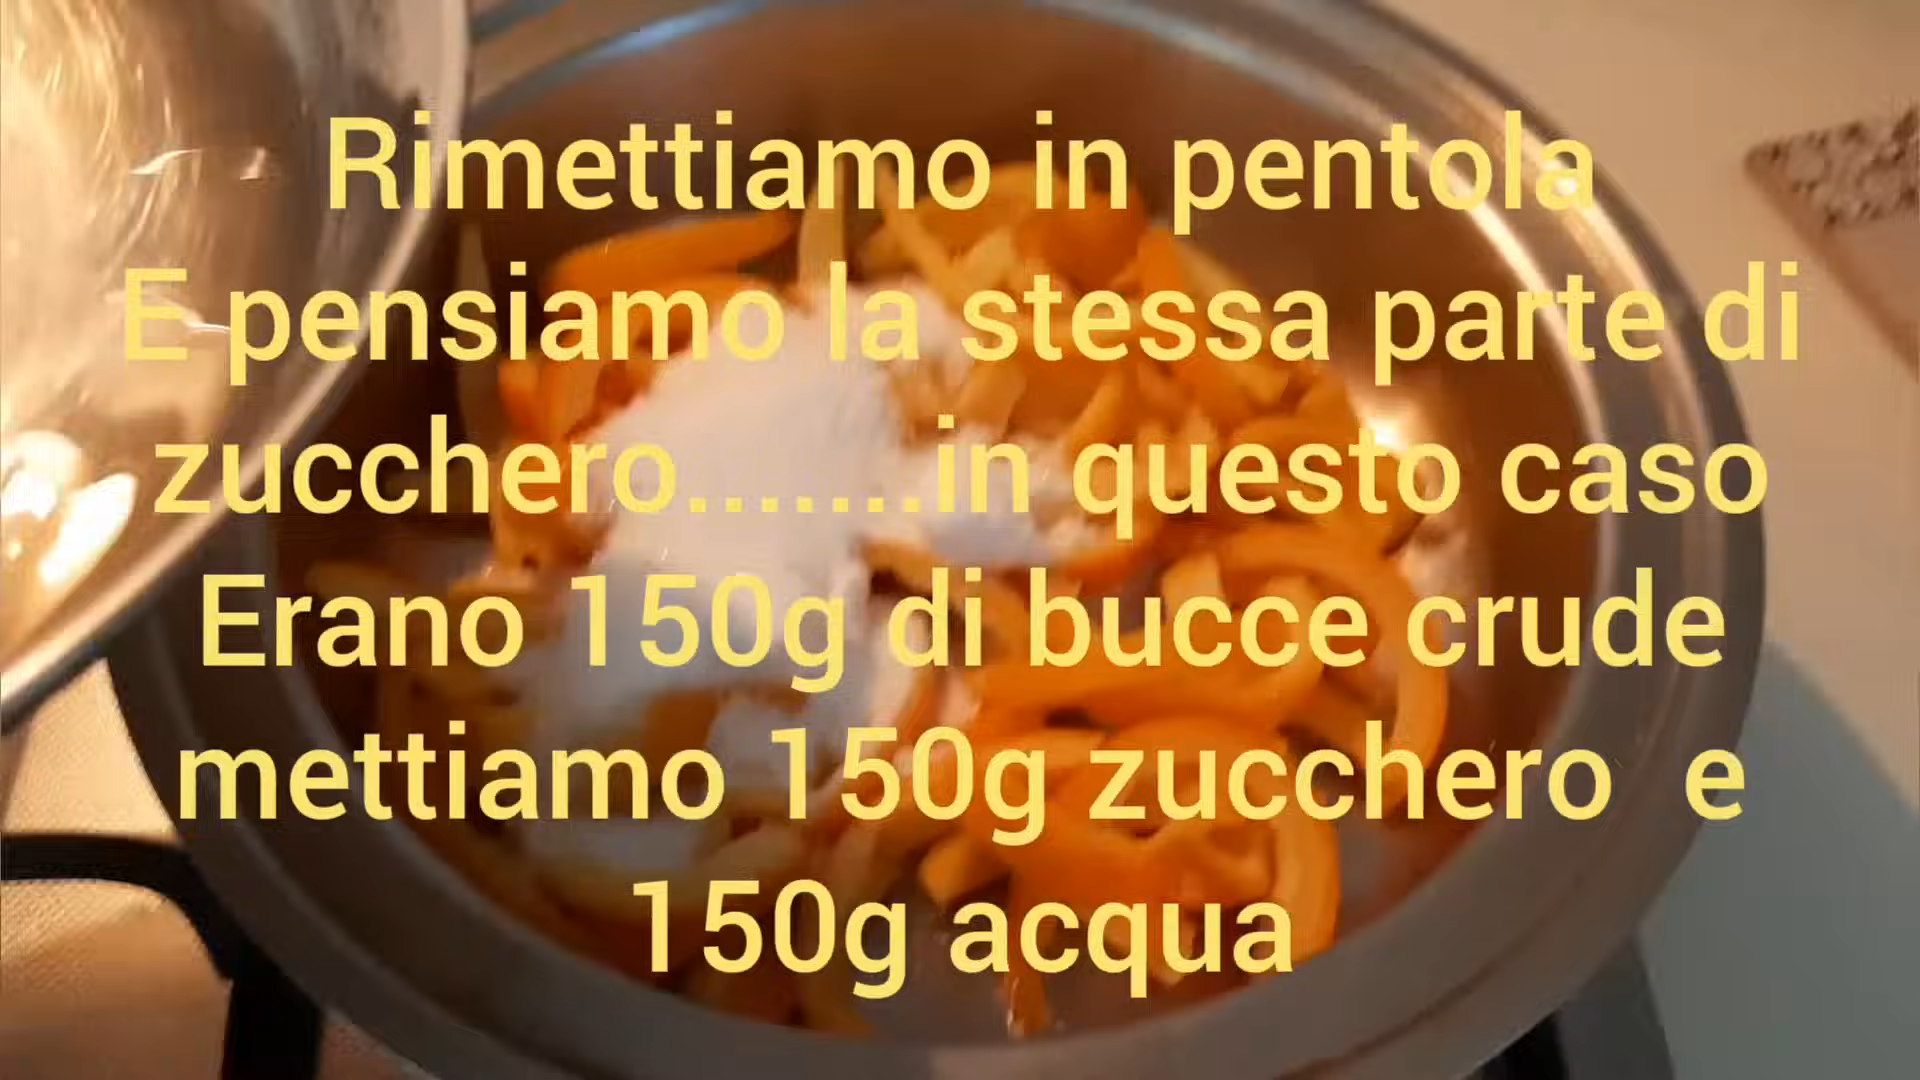 Rimettiamo in pentola
E pensiamo la stessa parte di
zucchero.......in questo caso
Erano 150g di bucce crude
mettiamo 150g zucchero  e
150g acqua